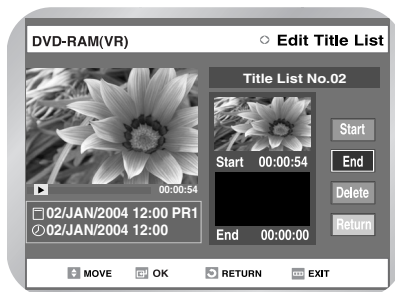 DVD-RAM(VR)
Edit Title List
Title List No.02
Start 00:00:54
00:00:54
02/JAN/2004 12:00 PR1
02/JAN/2004 12:00
End 00:00:00
Start
End
Delete
Return
MOVE OK RETURN EXIT